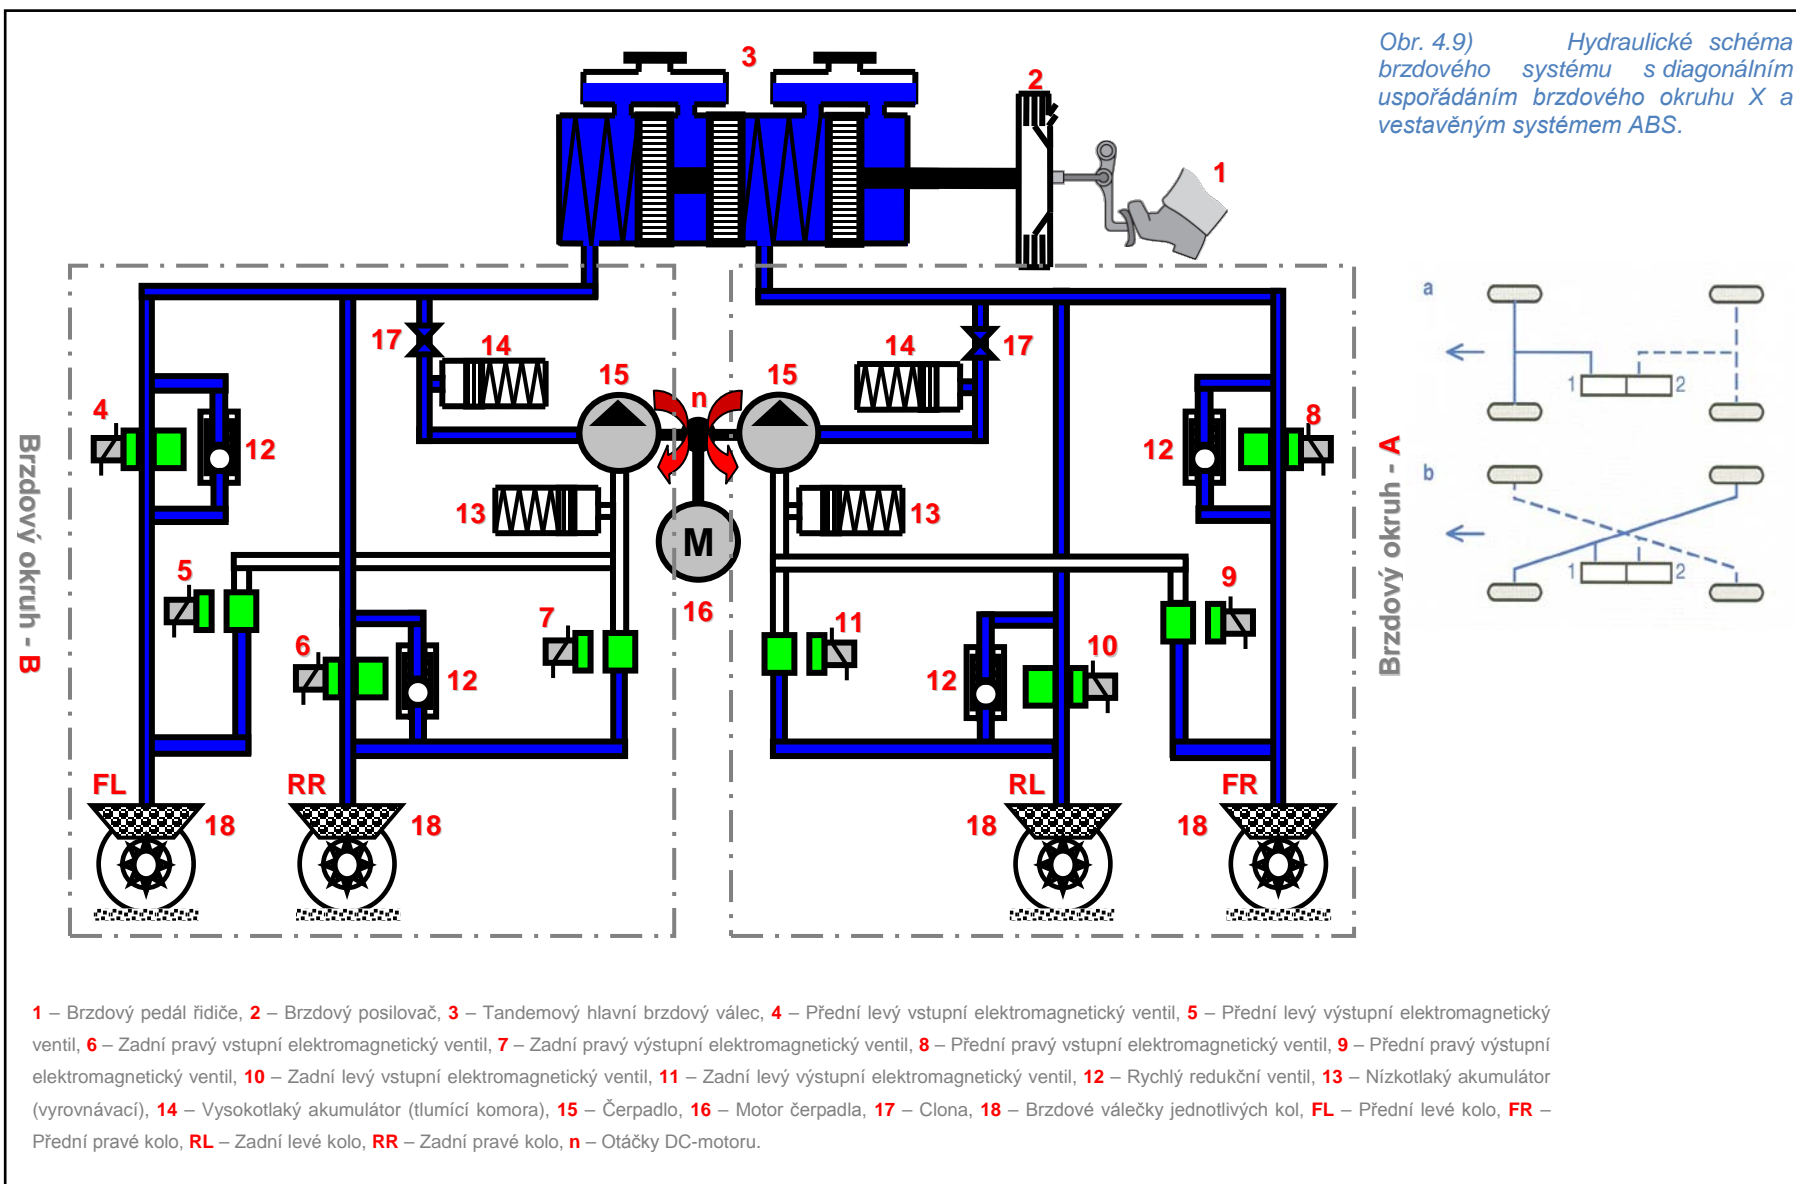 Obr. 4.9) Hydraulické schéma
brzdového systému s diagonálním
uspořádáním brzdového okruhu X a
vestavěným systémem ABS.
3
2
1
17
14
14
17
15
n
15
4
12
8
12
13
13
M
16
5
7
6
12
11
9
10
12
Brzdový okruh - B
Brzdový okruh - A
FL
RR
RL
FR
18
18
18
18
a
1
2
b
1
2
1 – Brzdový pedál řidiče, 2 – Brzdový posilovač, 3 – Tandemový hlavní brzdový válec, 4 – Přední levý vstupní elektromagnetický ventil, 5 – Přední levý výstupní elektromagnetický
ventil, 6 – Zadní pravý vstupní elektromagnetický ventil, 7 – Zadní pravý výstupní elektromagnetický ventil, 8 – Přední pravý vstupní elektromagnetický ventil, 9 – Přední pravý výstupní
elektromagnetický ventil, 10 – Zadní levý vstupní elektromagnetický ventil, 11 – Zadní levý výstupní elektromagnetický ventil, 12 – Rychlý redukční ventil, 13 – Nízkotlaký akumulátor
(vyrovnávací), 14 – Vysokotlaký akumulátor (tlumící komora), 15 – Čerpadlo, 16 – Motor čerpadla, 17 – Clona, 18 – Brzdové válečky jednotlivých kol, FL – Přední levé kolo, FR –
Přední pravé kolo, RL – Zadní levé kolo, RR – Zadní pravé kolo, n – Otáčky DC-motoru.